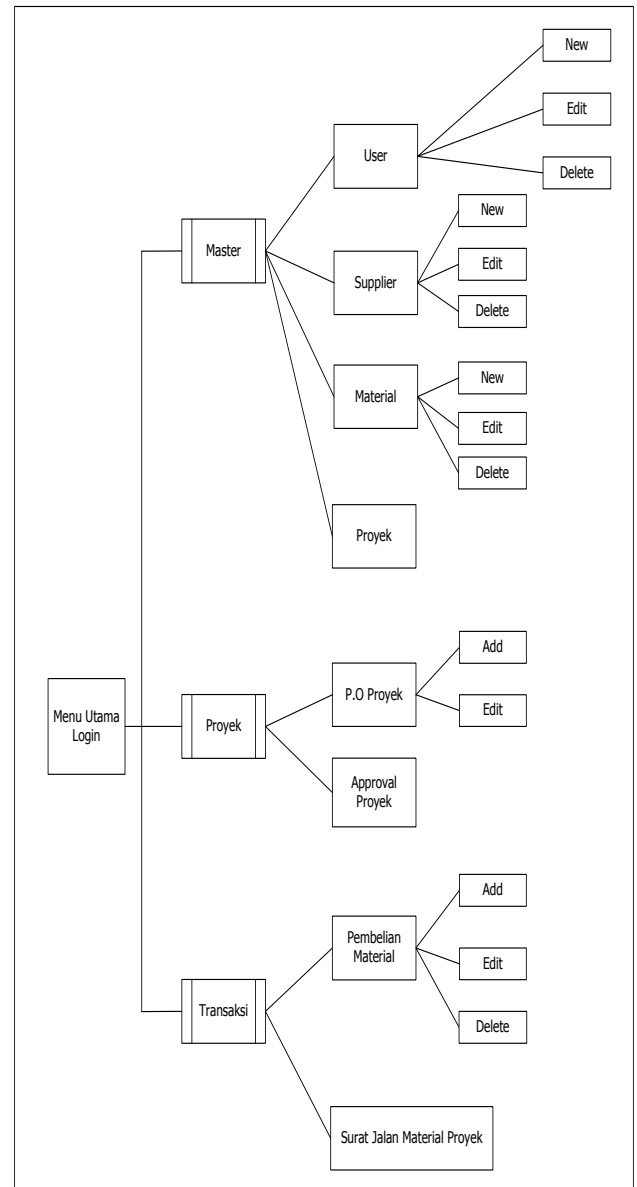 New
Edit
User
Delete
New
Master
Edit
Supplier
Delete
New
Material
Edit
Delete
Proyek
Add
P.O Proyek
Edit
Menu Utama
Login
Proyek
Approval
Proyek
Add
Pembelian
Material
Edit
Transaksi
Delete
Surat Jalan Material Proyek